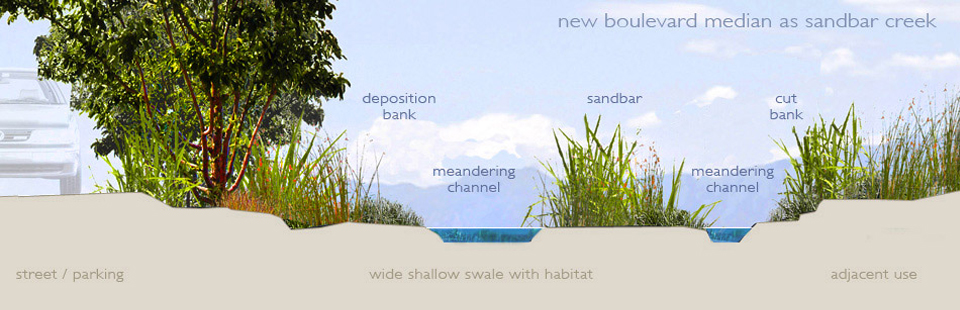 new boulevard median as sandbar creek
deposition
bank
sandbar
cut
bank
meandering
channel
meandering
channel
street / parking
wide shallow swale with habitat
adjacent use